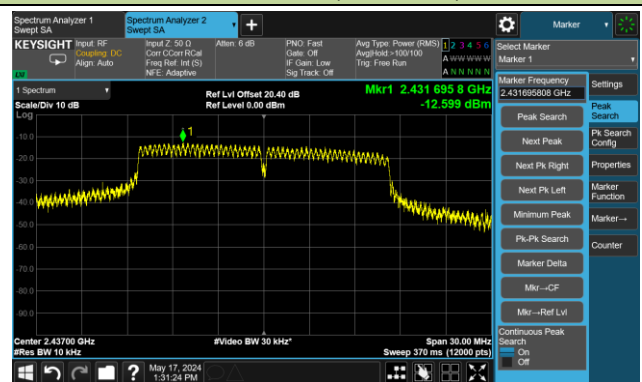 Spectrum Analyzer 1
Swept SA
Spectrum Analyzer 2
Swept SA
Marker
KEYSIGHT
Input: RF
Coupling: DC
Align: Auto
Input Z: 50 Ω
Corr CCorr RCal
Freq Ref: Int (S)
NFE: Adaptive
Atten: 6 dB
PNO: Fast
Gate: Off
IF Gain: Low
Sig Track: Off
Avg Type: Power (RMS)
Avg|Hold:>100/100
Trig: Free Run
1 2 3 4 5 6
A W W W W W
A N N N N N
LXI
Select Marker
Marker 1
1 Spectrum
Scale/Div 10 dB
Log
Ref Lvl Offset 20.40 dB
Ref Level 0.00 dBm
Mkr1 2.431 695 8 GHz
-12.599 dBm
1
-10.0
-20.0
-30.0
-40.0
-50.0
-60.0
-70.0
-80.0
-90.0
Center 2.43700 GHz
#Res BW 10 kHz
#Video BW 30 kHz*
Span 30.00 MHz
Sweep 370 ms (12000 pts)
Marker Frequency
2.431695808 GHz
Peak Search
Next Peak
Next Pk Right
Next Pk Left
Minimum Peak
Pk-Pk Search
Marker Delta
Mkr→CF
Mkr→Ref Lvl
Continuous Peak
Search
On
Off
Settings
Peak
Search
Pk Search
Config
Properties
Marker
Function
Marker→
Counter
May 17, 2024
1:31:24 PM